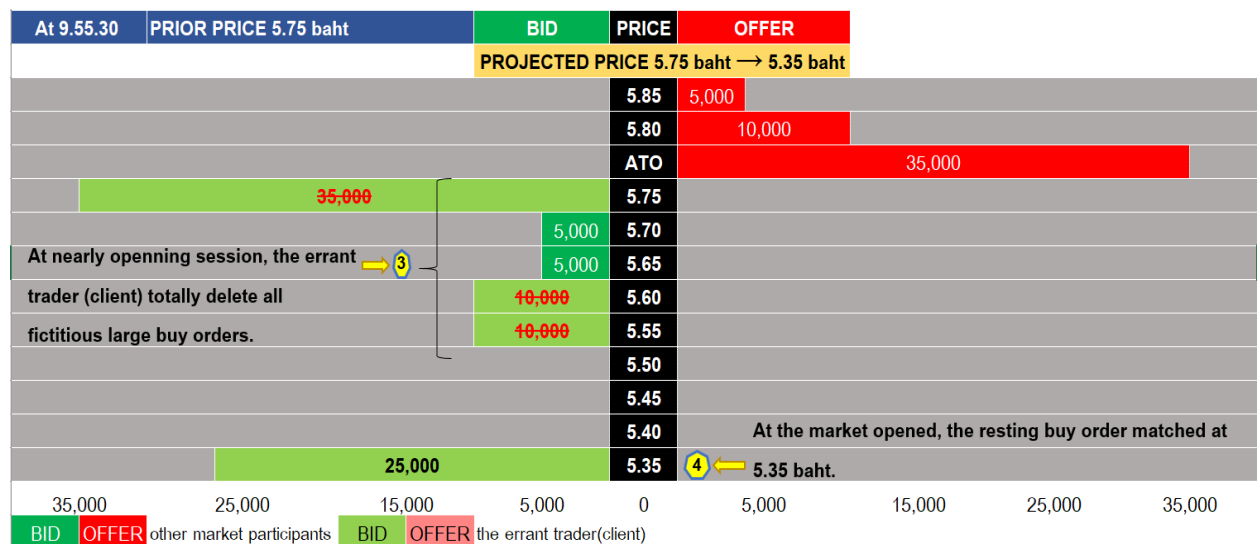 At 9.55.30 PRIOR PRICE 5.75 baht BID PRICE OFFER
PROJECTED PRICE 5.75 baht → 5.35 baht
5.85 5,000
5.80 10,000
ATO 35,000
35,000 5.75
5,000 5.70
At nearly openning session, the errant 3 5,000 5.65
trader (client) totally delete all 10,000 5.60
fictitious large buy orders. 10,000 5.55
5.50
5.45
5.40 At the market opened, the resting buy order matched at
25,000 5.35 4 5.35 baht.
35,000 25,000 15,000 5,000 0 5,000 15,000 25,000 35,000
BID OFFER other market participants BID OFFER the errant trader(client)